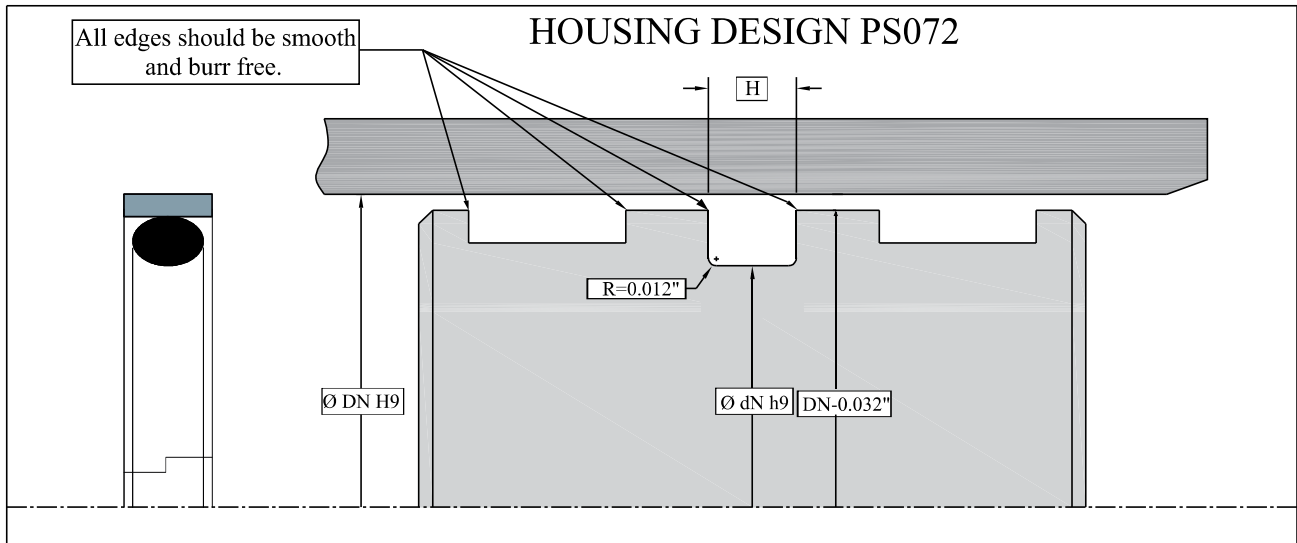 HOUSING DESIGN PS072
All edges should be smooth
and burr free.
H
R=0.012"
Ø DN H9
Ø dN h9
DN-0.032"